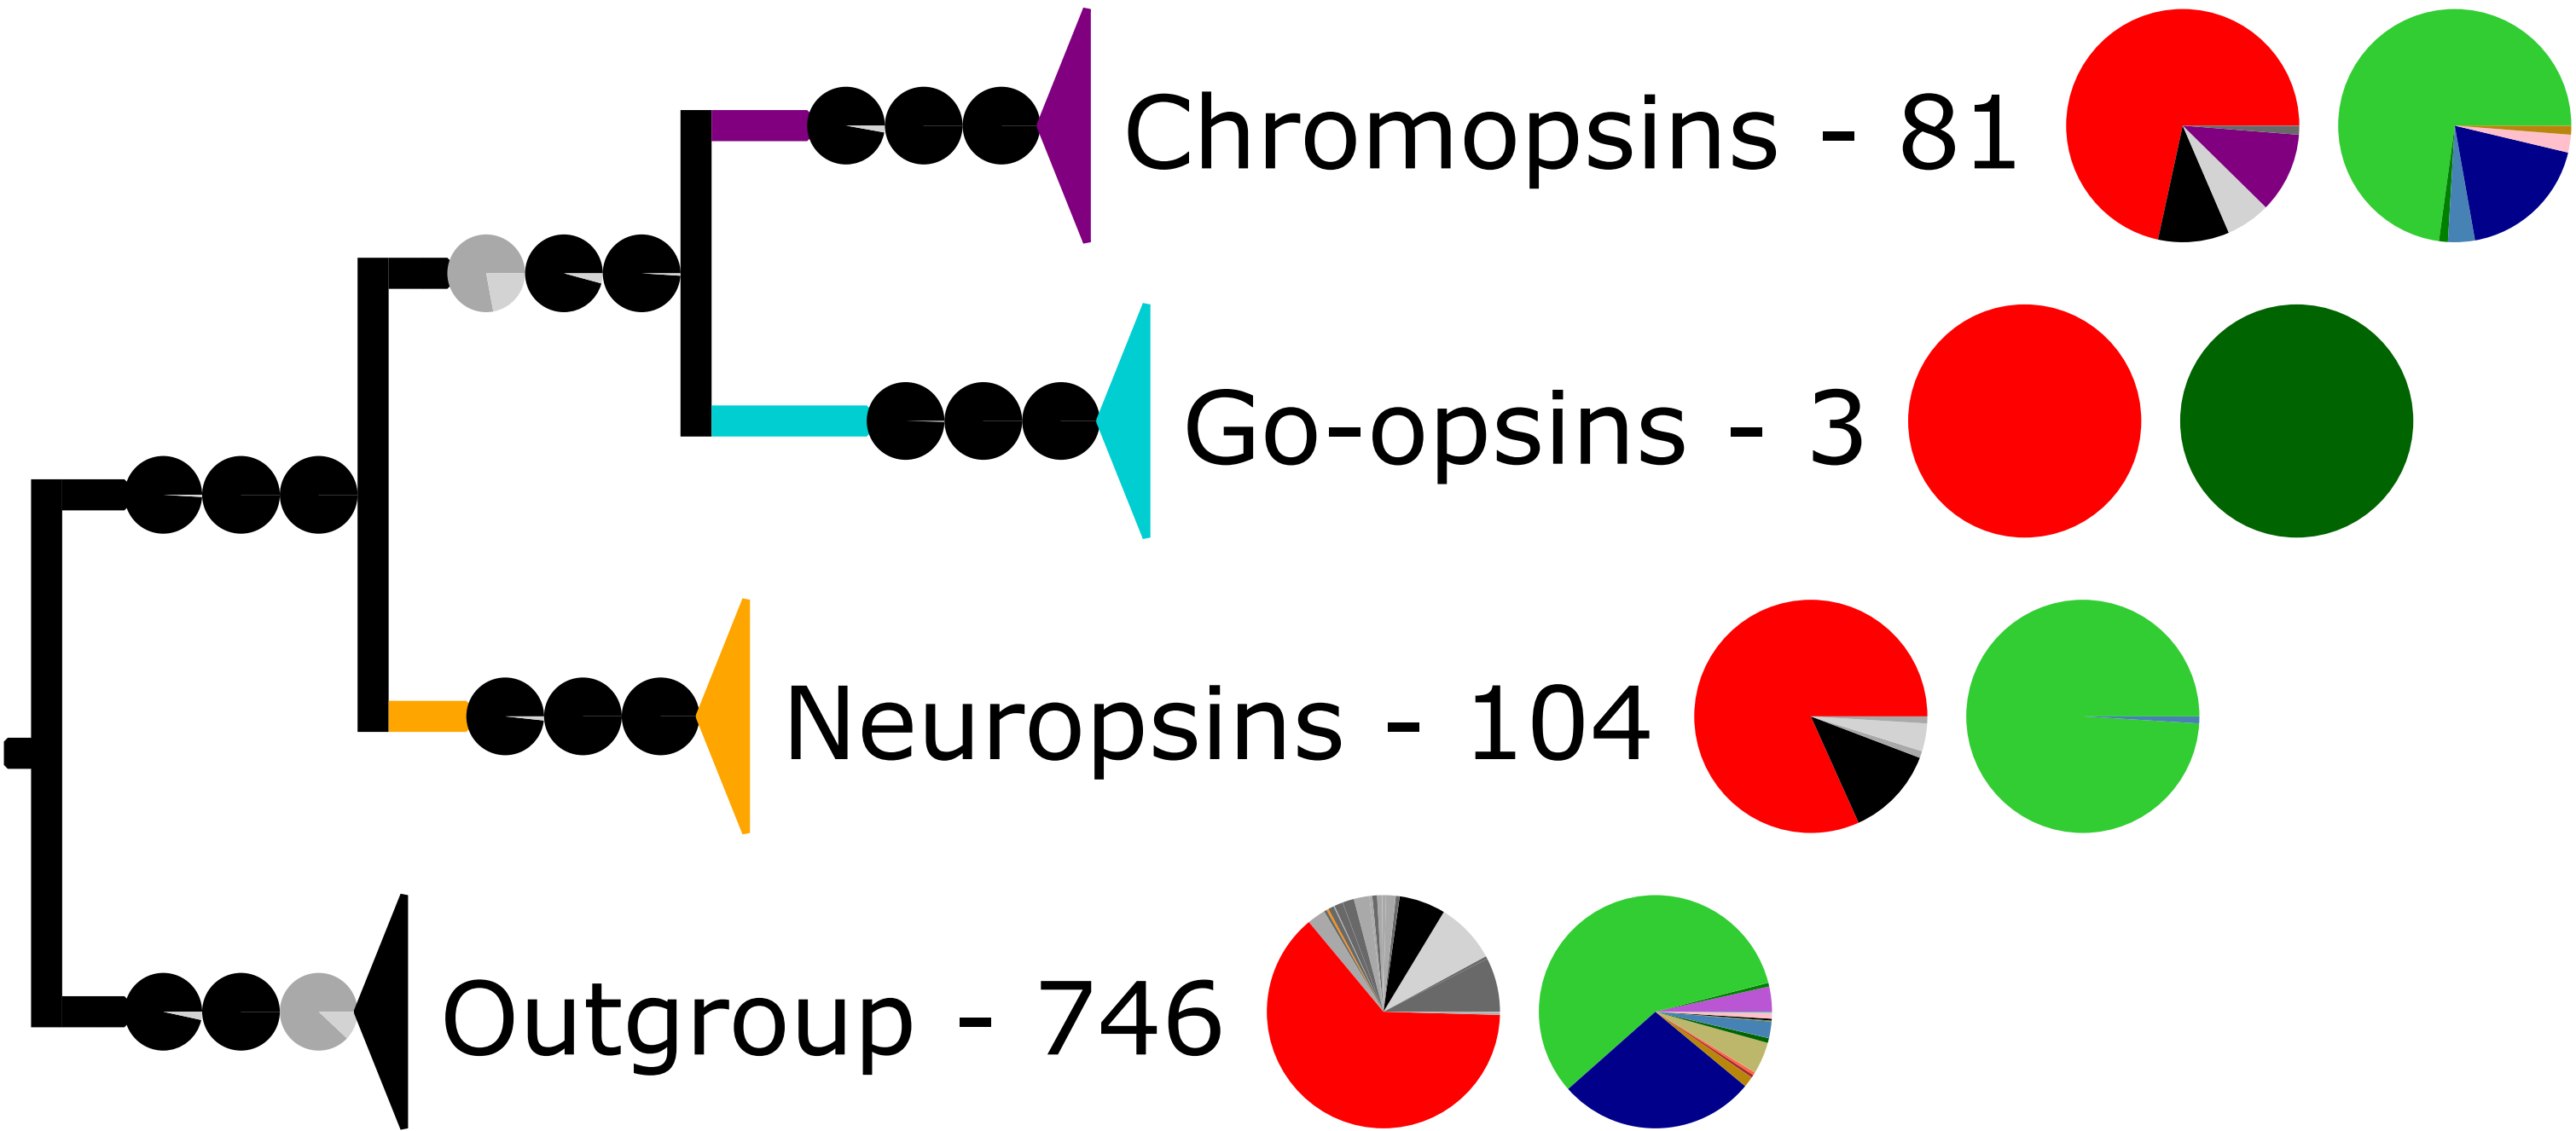 Chromopsins - 81
Go-opsins - 3
Neuropsins - 104
Outgroup - 746